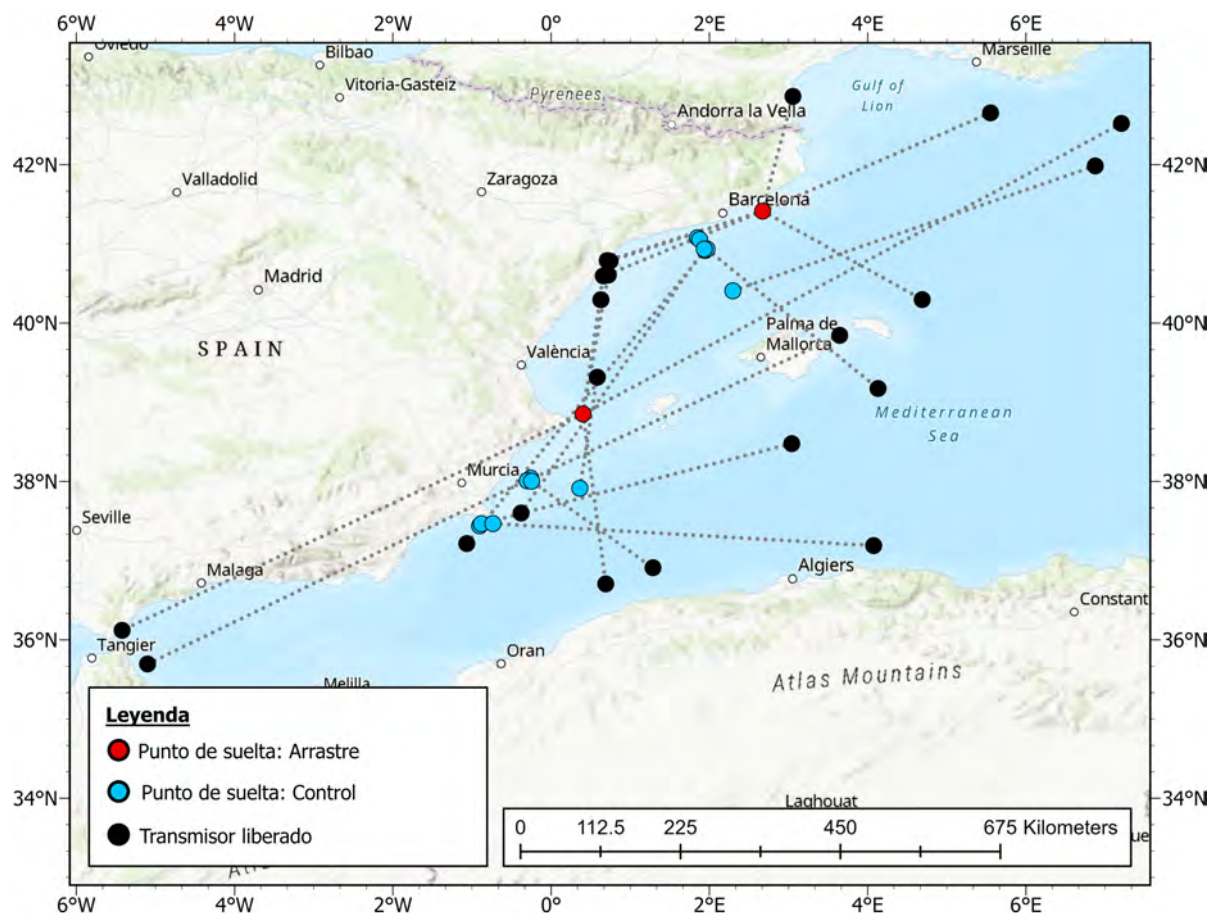 6°W 4°W 2°W 0° 2°E 4°E 6°E
Oviedo
Bilbao
Marseille
Vitoria-Gasteiz
Pyrenees
Gulf of
Lion
Andorra la Vella
42°N 42°N
Valladolid
Zaragoza
Barcelona
Madrid
40°N 40°N
SPAIN
València
Palma de
Mallorca
Mediterranean
Sea
Murcia
38°N 38°N
Seville
Malaga
Algiers
Constant
36°N 36°N
Tangier
Oran
Melilla
Atlas Mountains
Leyenda
Punto de suelta: Arrastre
Punto de suelta: Control
Transmisor liberado
34°N 34°N
Laghouat
0 112.5 225 450 675 Kilometers
ue
6°W 4°W 2°W 0° 2°E 4°E 6°E